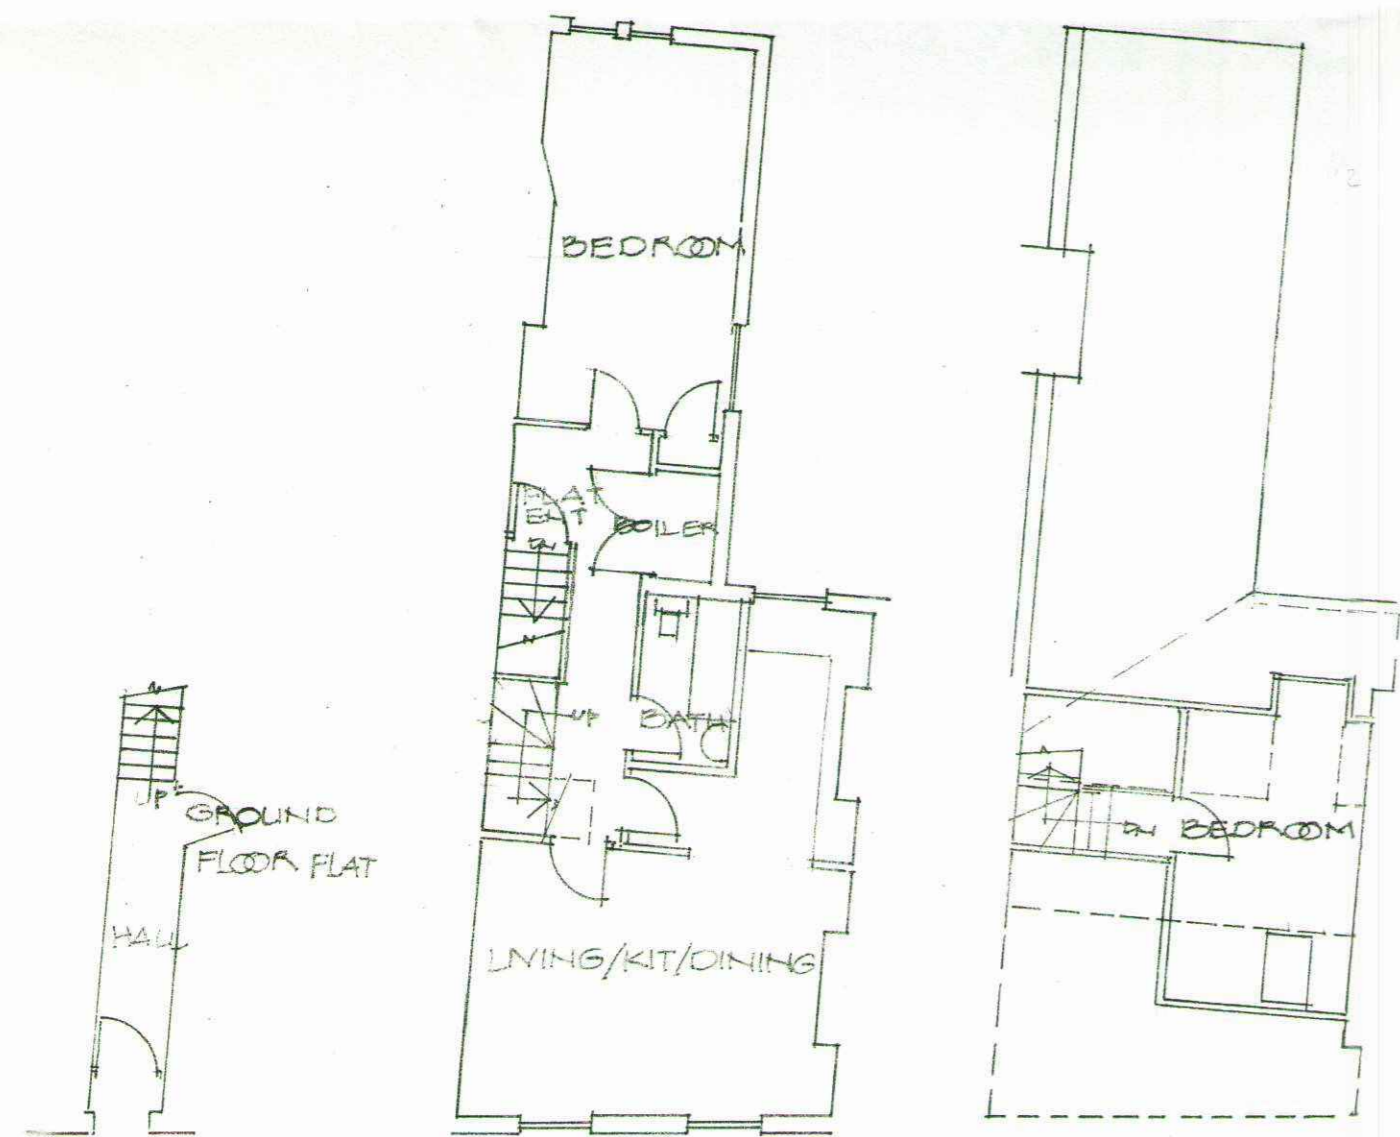 BEDROOM
FLAT
ENT
BOILER
DN
UP
BATH
UP
GROUND
FLOOR FLAT
HALL
LIVING/KIT/DINING
DN
BEDROOM